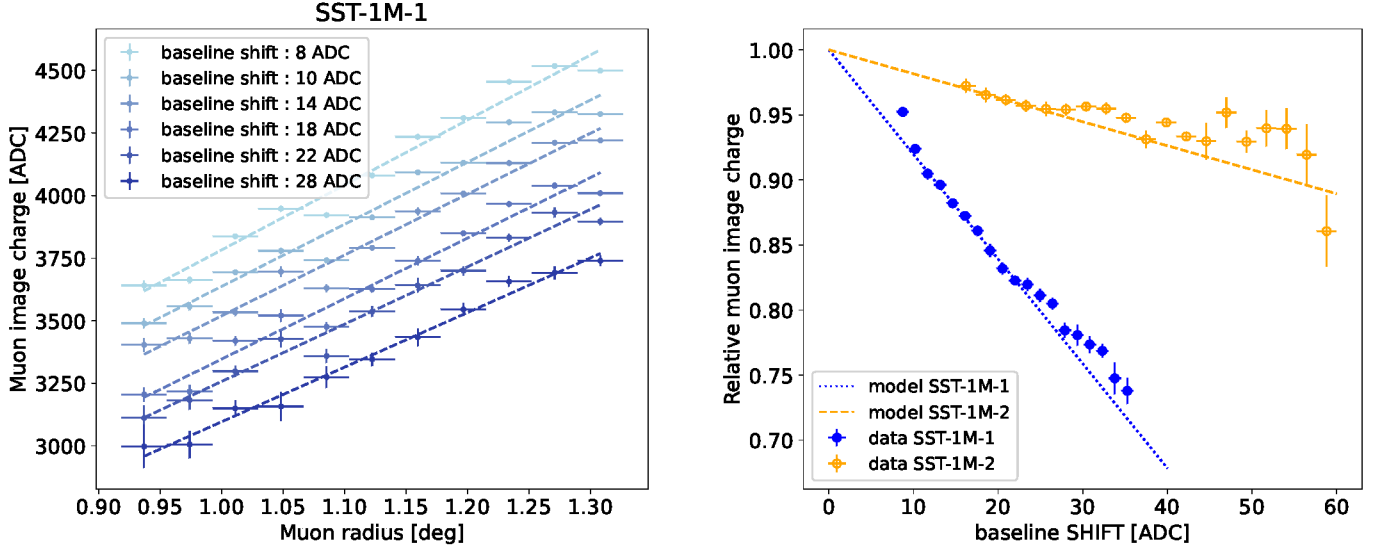 SST-1M-1
Muon image charge [ADC]
4500
4250
4000
3750
3500
3250
3000
baseline shift : 8 ADC
baseline shift : 10 ADC
baseline shift : 14 ADC
baseline shift : 18 ADC
baseline shift : 22 ADC
baseline shift : 28 ADC
0.90 0.95 1.00 1.05 1.10 1.15 1.20 1.25 1.30
Muon radius [deg]
Relative muon image charge
1.00
0.95
0.90
0.85
0.80
0.75
0.70
model SST-1M-1
model SST-1M-2
data SST-1M-1
data SST-1M-2
0 10 20 30 40 50 60
baseline SHIFT [ADC]